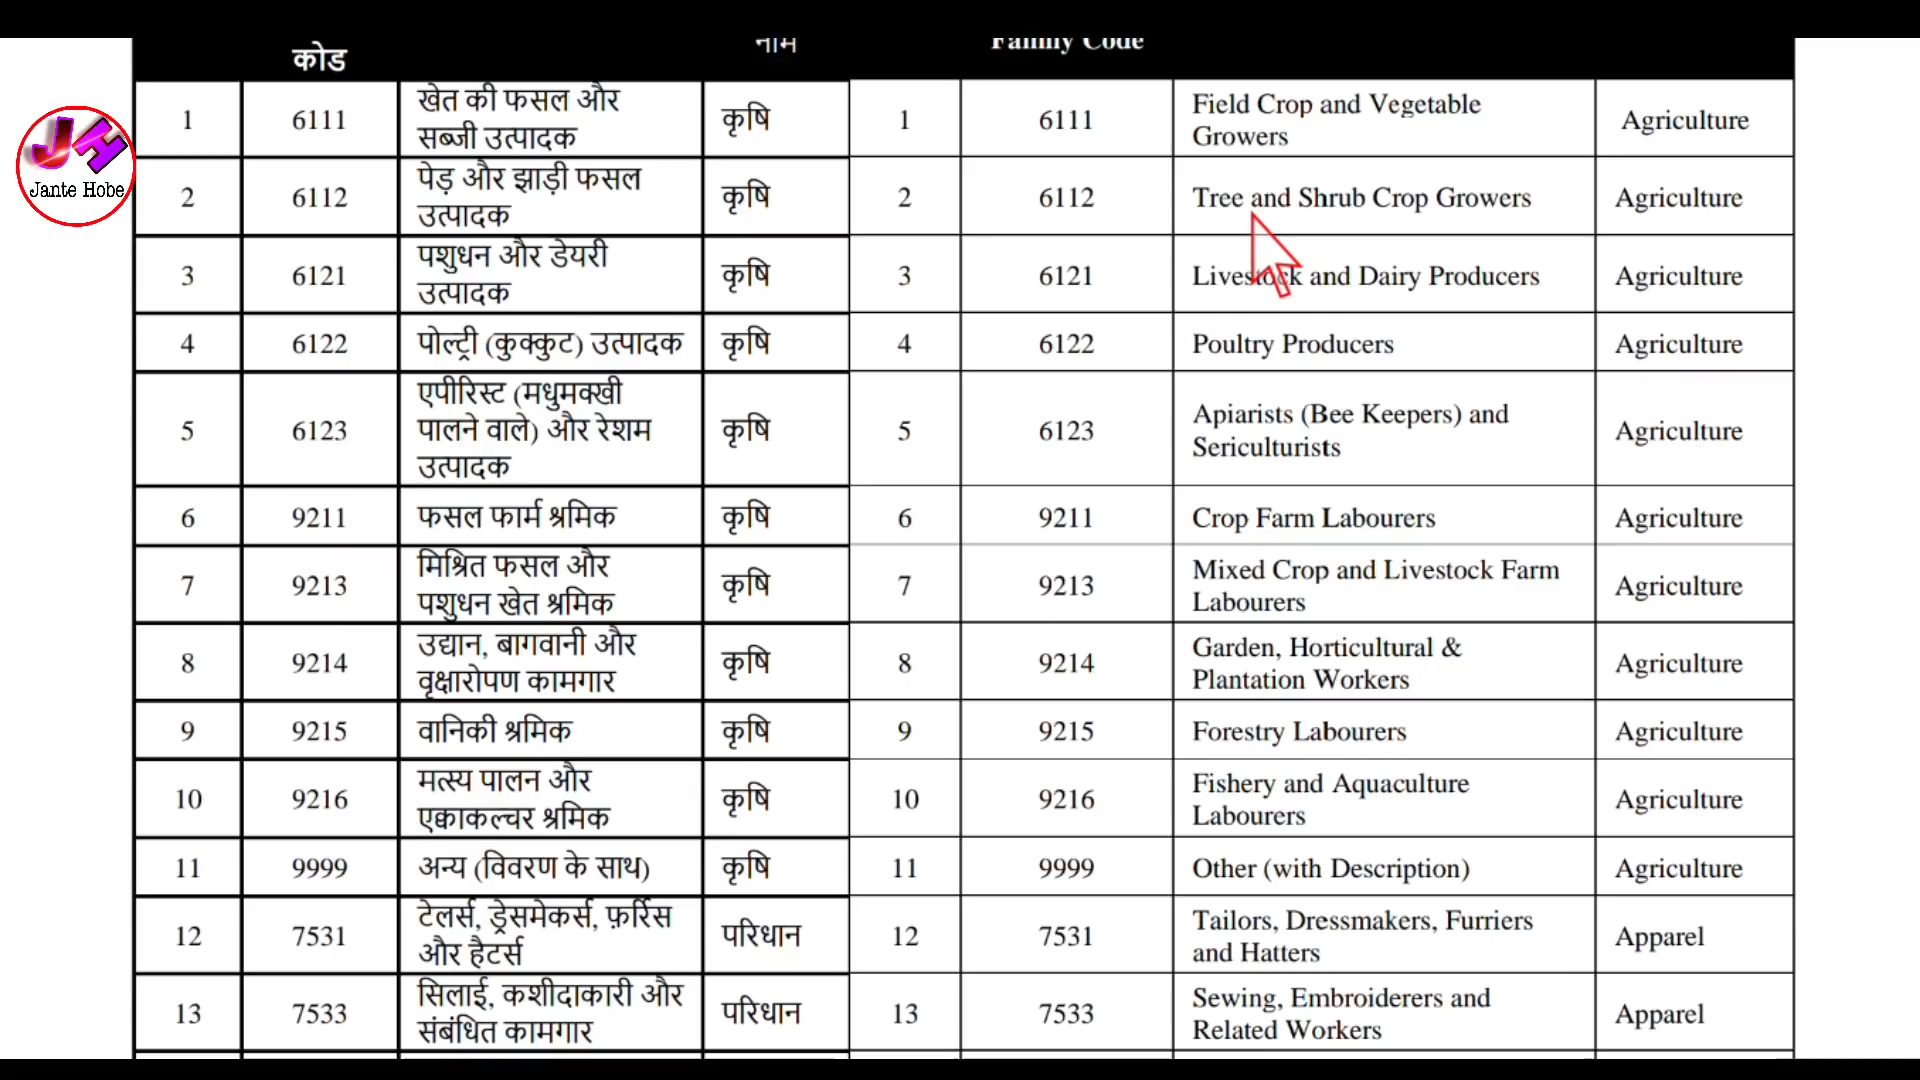 कोड नाम Family Code
1 6111 खेत की फसल और सब्जी उत्पादक कृषि 1 6111 Field Crop and Vegetable Growers Agriculture
2 6112 पेड़ और झाड़ी फसल उत्पादक कृषि 2 6112 Tree and Shrub Crop Growers Agriculture
3 6121 पशुधन और डेयरी उत्पादक कृषि 3 6121 Livestock and Dairy Producers Agriculture
4 6122 पोल्ट्री (कुक्कुट) उत्पादक कृषि 4 6122 Poultry Producers Agriculture
5 6123 एपीरिस्ट (मधुमक्खी पालने वाले) और रेशम उत्पादक कृषि 5 6123 Apiarists (Bee Keepers) and Sericulturists Agriculture
6 9211 फसल फार्म श्रमिक कृषि 6 9211 Crop Farm Labourers Agriculture
7 9213 मिश्रित फसल और पशुधन खेत श्रमिक कृषि 7 9213 Mixed Crop and Livestock Farm Labourers Agriculture
8 9214 उद्यान, बागवानी और वृक्षारोपण कामगार कृषि 8 9214 Garden, Horticultural & Plantation Workers Agriculture
9 9215 वानिकी श्रमिक कृषि 9 9215 Forestry Labourers Agriculture
10 9216 मत्स्य पालन और एक्वाकल्चर श्रमिक कृषि 10 9216 Fishery and Aquaculture Labourers Agriculture
11 9999 अन्य (विवरण के साथ) कृषि 11 9999 Other (with Description) Agriculture
12 7531 टेलर्स, ड्रेसमेकर्स, फ़र्रिस और हैटर्स परिधान 12 7531 Tailors, Dressmakers, Furriers and Hatters Apparel
13 7533 सिलाई, कशीदाकारी और संबंधित कामगार परिधान 13 7533 Sewing, Embroiderers and Related Workers Apparel
JH
Jante Hobe